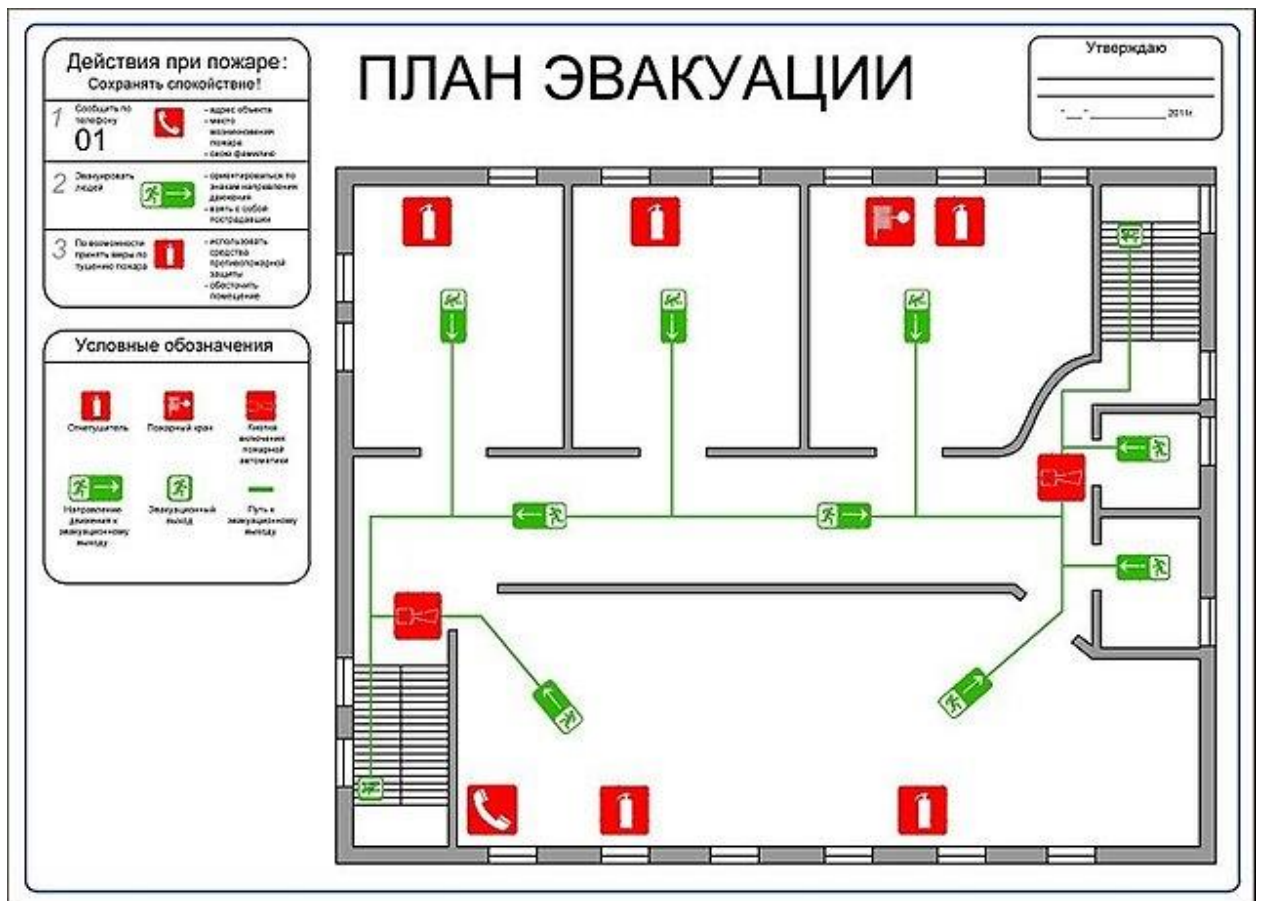 ПЛАН ЭВАКУАЦИИ
Утверждаю
"___"____________ 2011г.
Действия при пожаре:
Сохранять спокойствие!
1
Сообщить по
телефону
01
- адрес объекта
- место
возникновения
пожара
- свою фамилию
2
Эвакуировать
людей
- ориентироваться по
знакам направления
движения
- взять с собой
пострадавших
3
По возможности
принять меры по
тушению пожара
- использовать
средства
противопожарной
защиты
- обесточить
помещение
Условные обозначения
Огнетушитель
Пожарный кран
Кнопка
включения
пожарной
автоматики
Направление
движения к
эвакуационному
выходу
Эвакуационный
выход
Путь к
эвакуационному
выходу